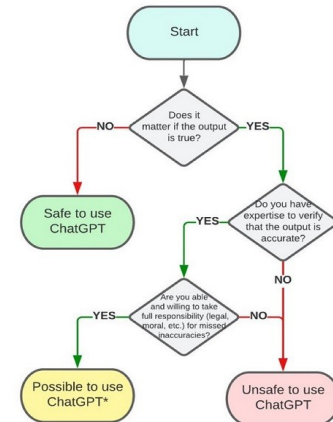 Start
Does it
matter if the output
is true?
NO
YES
Safe to use
ChatGPT
Do you have
expertise to verify
that the output is
accurate?
YES
NO
Are you able
and willing to take
full responsibility (legal,
moral, etc.) for missed
inaccuracies?
YES
NO
Possible to use
ChatGPT*
Unsafe to use
ChatGPT